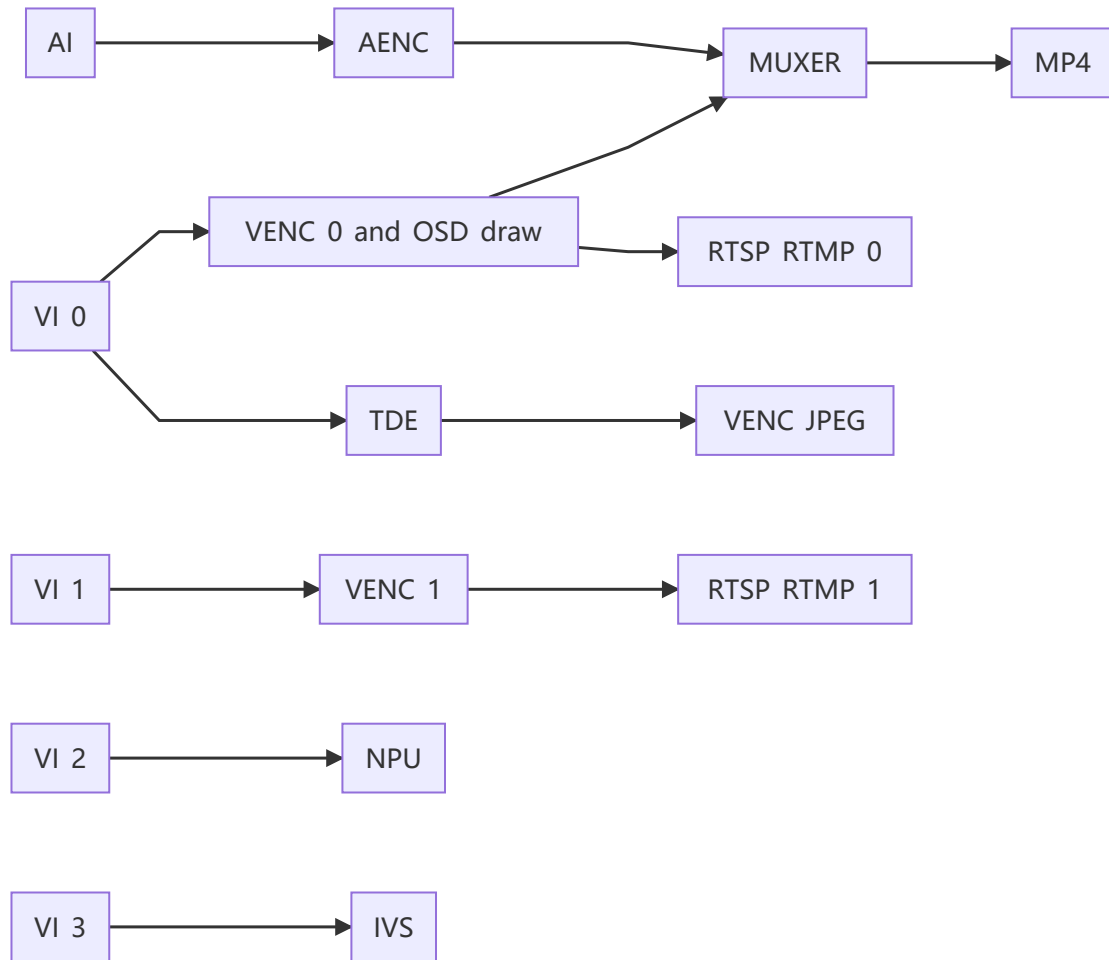 AI
AENC
MUXER
MP4
VENC 0 and OSD draw
RTSP RTMP 0
VI 0
TDE
VENC JPEG
VI 1
VENC 1
RTSP RTMP 1
VI 2
NPU
VI 3
IVS